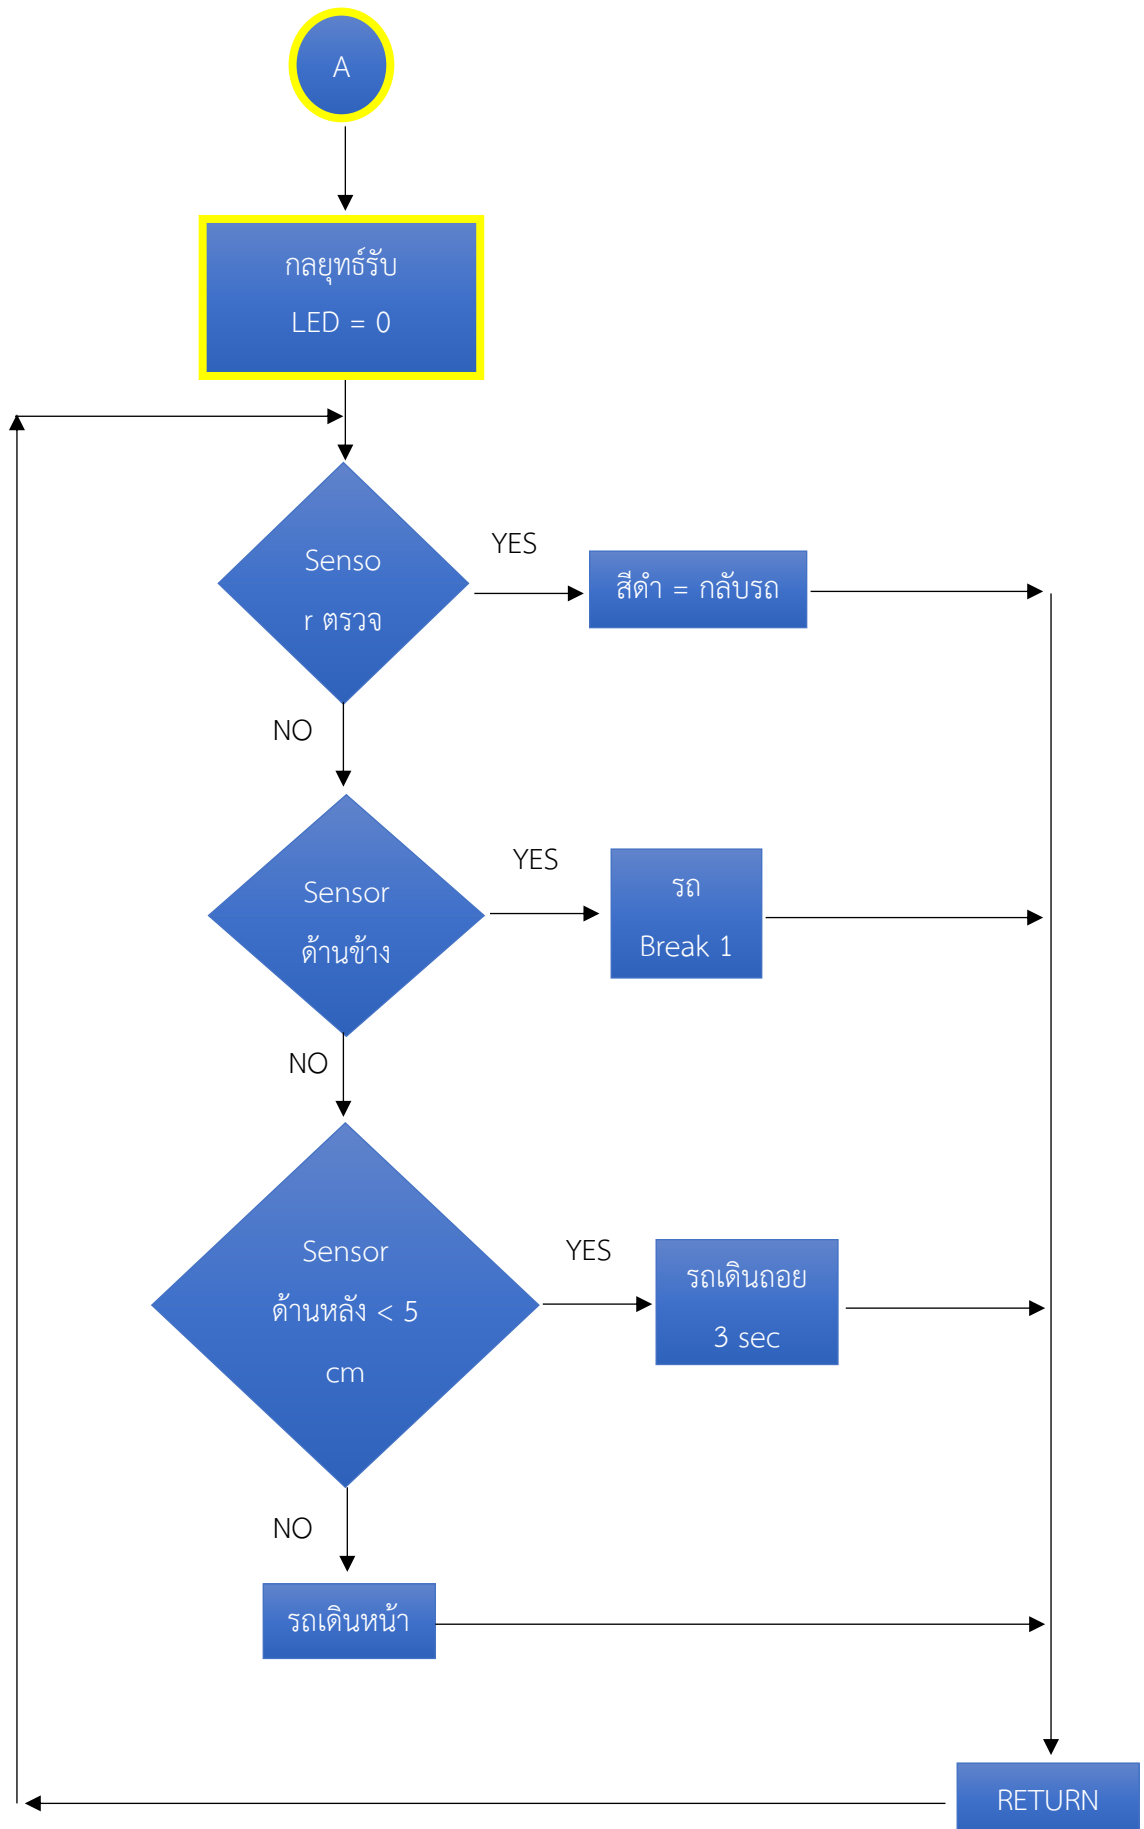 A
กลยุทธ์รับ
LED = 0
Senso
r ตรวจ
YES
สีดำ = กลับรถ
NO
Sensor
ด้านข้าง
YES
รถ
Break 1
NO
Sensor
ด้านหลัง < 5
cm
YES
รถเดินถอย
3 sec
NO
รถเดินหน้า
RETURN